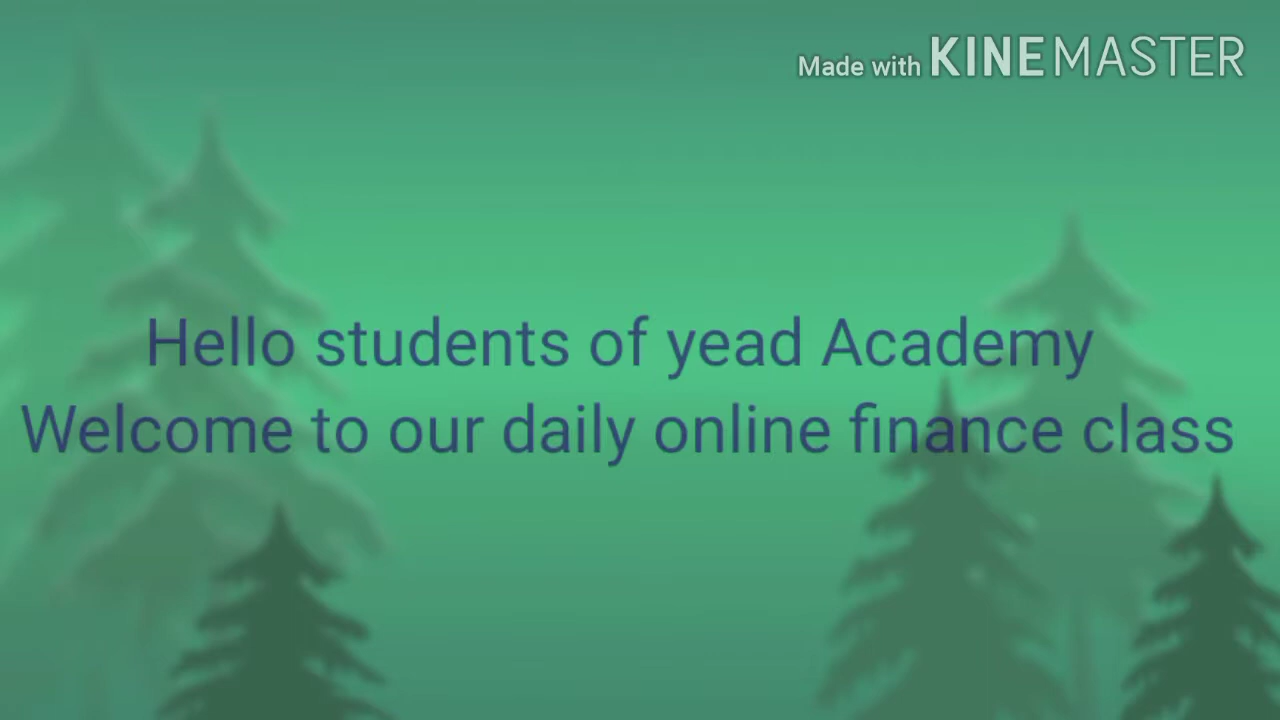 Made with KINEMASTER
Hello students of yead Academy
Welcome to our daily online finance class